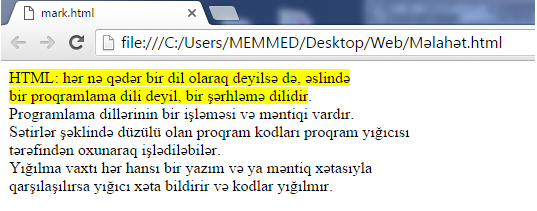 mark.html
file:///C:/Users/MEMMED/Desktop/Web/Məlahət.html
HTML: hər nə qədər bir dil olaraq deyilsə də, əslində
bir proqramlama dili deyil, bir şərhləmə dilidir.
Programlama dillərinin bir işləməsi və məntiqi vardır.
Sətirlər şəklində düzülü olan proqram kodları proqram yığıcısı
tərəfindən oxunaraq işlədiləbilər.
Yığılma vaxtı hər hansı bir yazım və ya məntiq xətasıyla
qarşılaşılırsa yığıcı xəta bildirir və kodlar yığılmır.